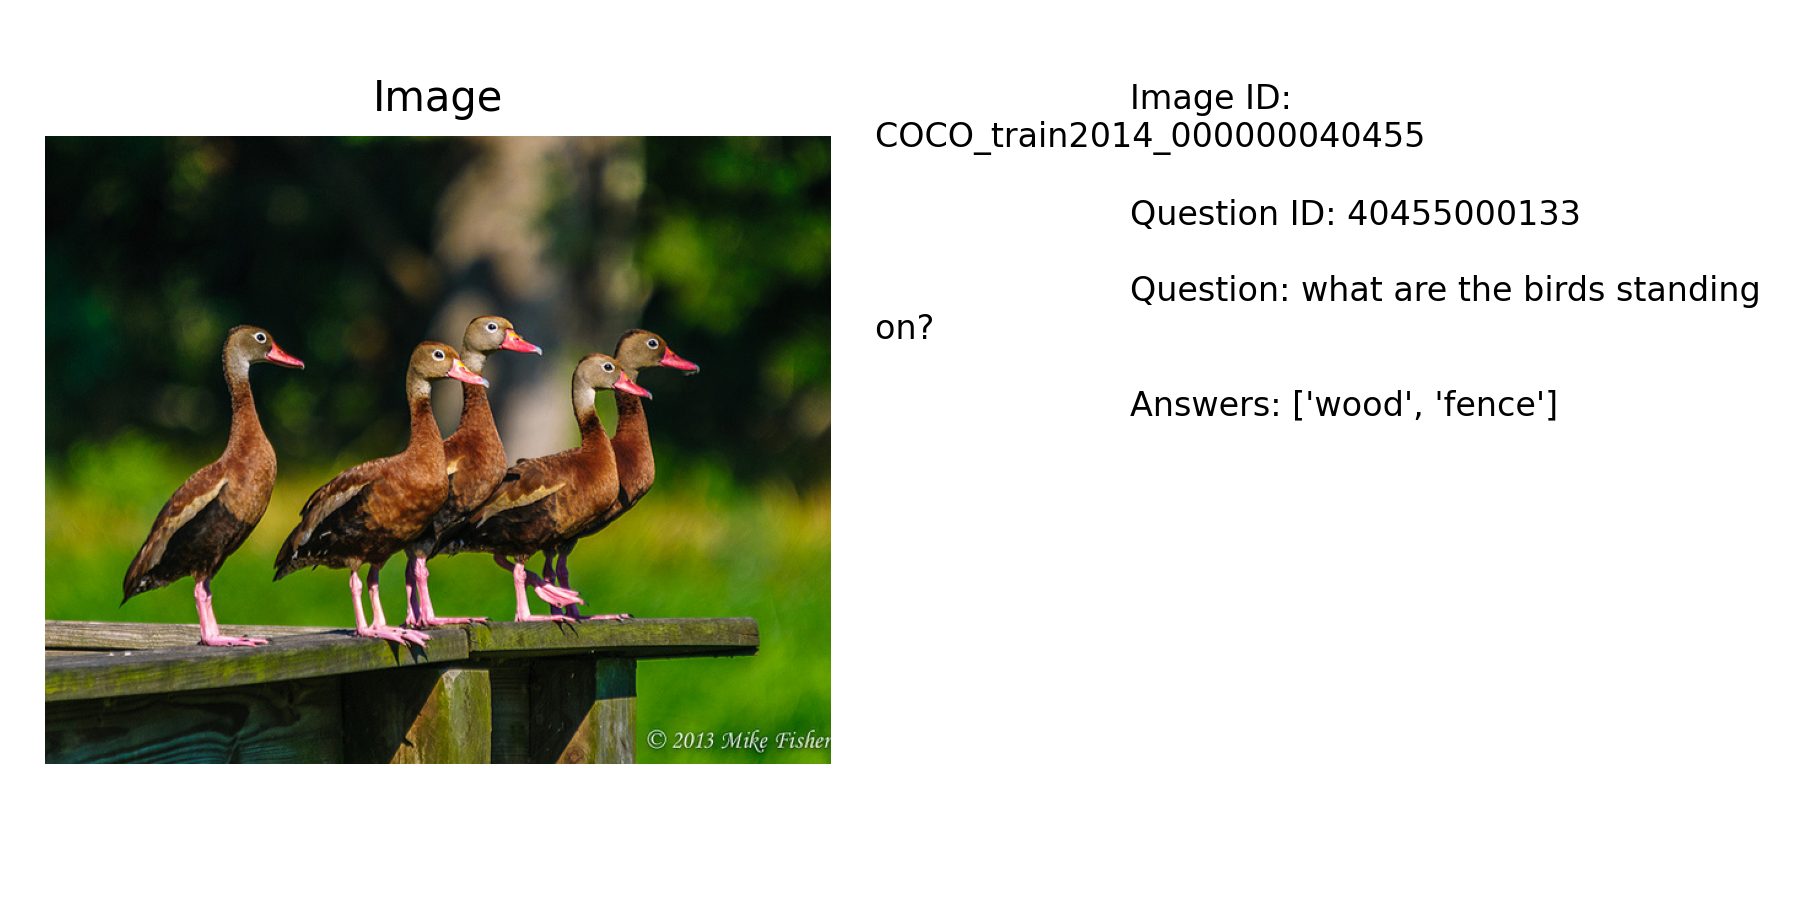 Image
© 2013 Mike Fisher
Image ID:
COCO_train2014_000000040455
Question ID: 40455000133
Question: what are the birds standing
on?
Answers: ['wood', 'fence']